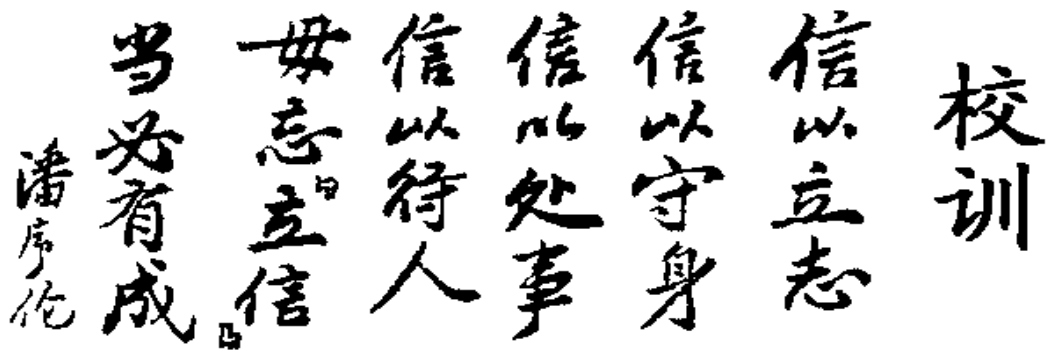 校训
信以立志
信以守身
信以处事
信以待人
毋忘立信
当必有成
潘序伦